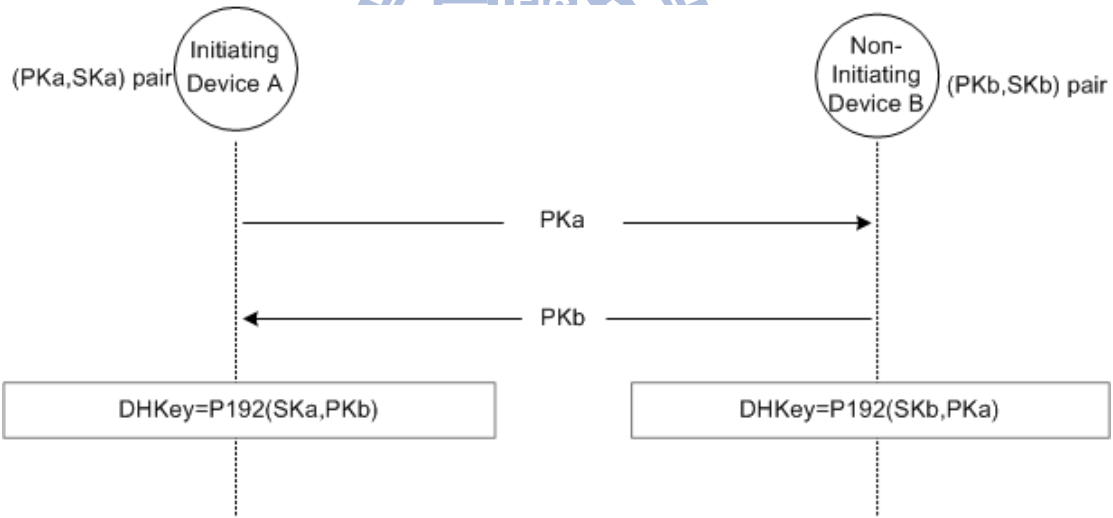 Initiating
Device A
(PKa,SKa) pair
Non-
Initiating
Device B
(PKb,SKb) pair
PKa
PKb
DHKey=P192(SKa,PKb)
DHKey=P192(SKb,PKa)